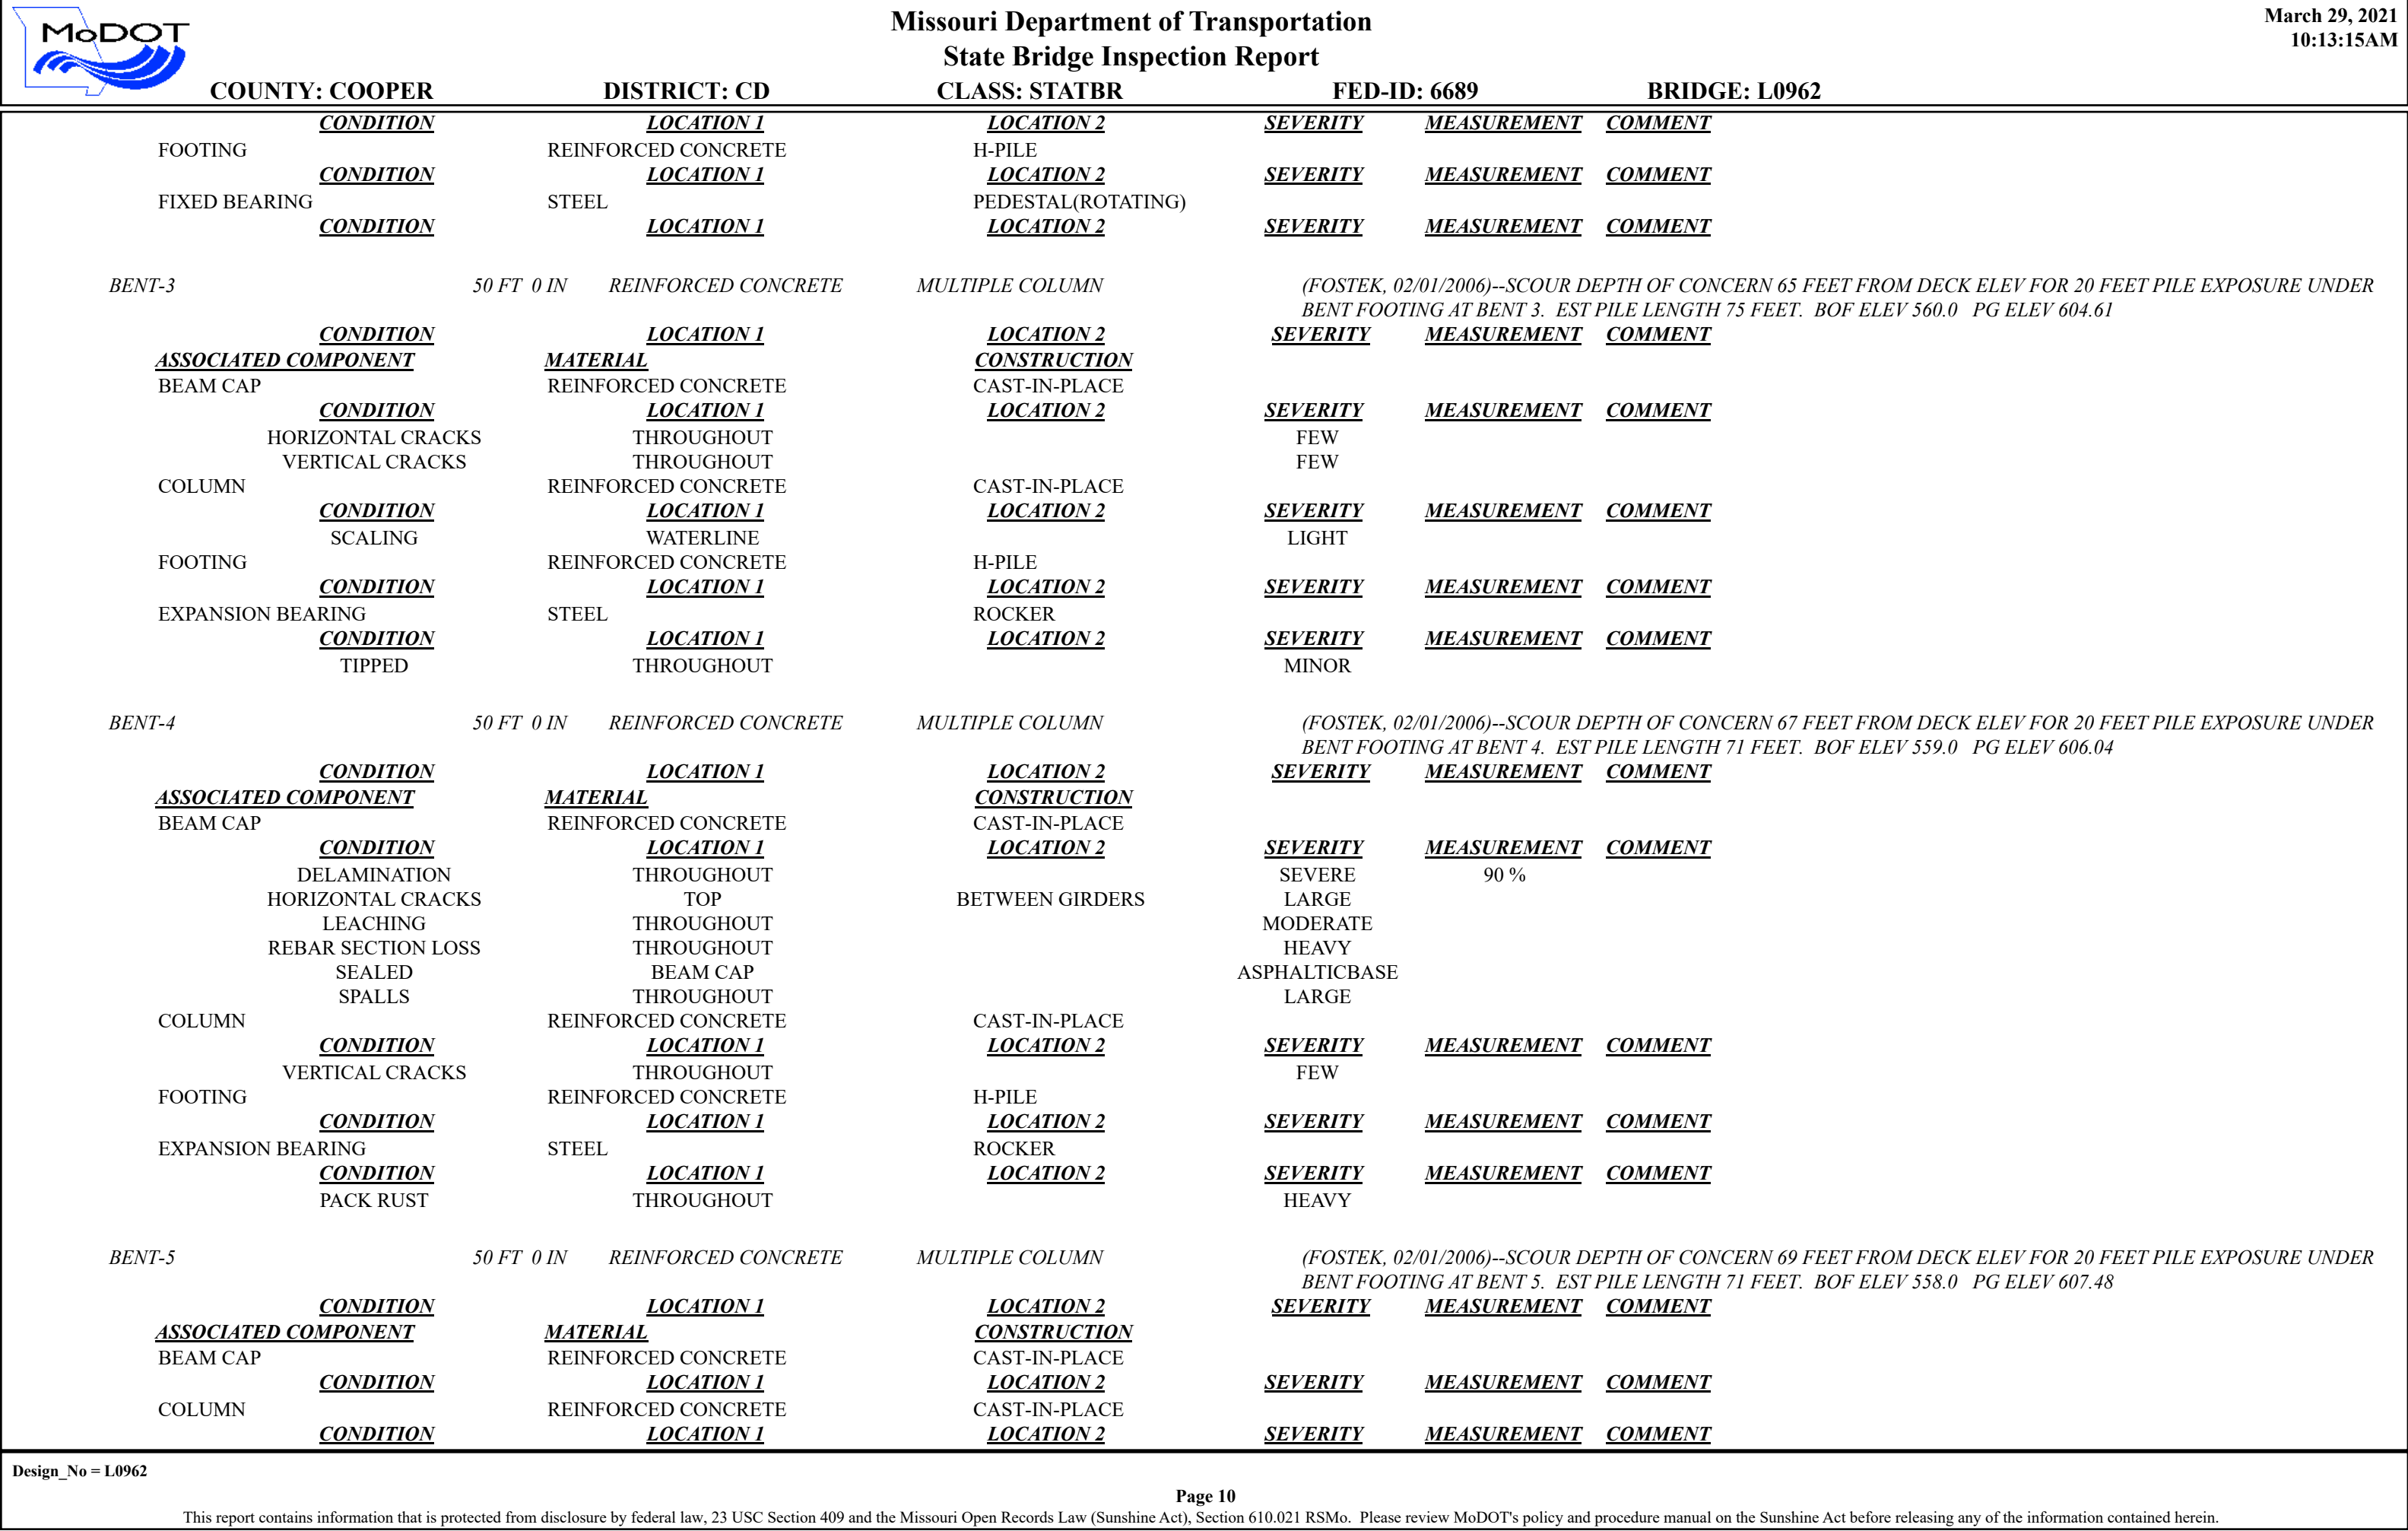 MoDOT
Missouri Department of Transportation
State Bridge Inspection Report
March 29, 2021
10:13:15AM
COUNTY: COOPER DISTRICT: CD CLASS: STATBR FED-ID: 6689 BRIDGE: L0962
CONDITION LOCATION 1 LOCATION 2 SEVERITY MEASUREMENT COMMENT
FOOTING REINFORCED CONCRETE H-PILE
CONDITION LOCATION 1 LOCATION 2 SEVERITY MEASUREMENT COMMENT
FIXED BEARING STEEL PEDESTAL(ROTATING)
CONDITION LOCATION 1 LOCATION 2 SEVERITY MEASUREMENT COMMENT
BENT-3 50 FT 0 IN REINFORCED CONCRETE MULTIPLE COLUMN (FOSTEK, 02/01/2006)--SCOUR DEPTH OF CONCERN 65 FEET FROM DECK ELEV FOR 20 FEET PILE EXPOSURE UNDER
BENT FOOTING AT BENT 3. EST PILE LENGTH 75 FEET. BOF ELEV 560.0 PG ELEV 604.61
CONDITION LOCATION 1 LOCATION 2 SEVERITY MEASUREMENT COMMENT
ASSOCIATED COMPONENT MATERIAL CONSTRUCTION
BEAM CAP REINFORCED CONCRETE CAST-IN-PLACE
CONDITION LOCATION 1 LOCATION 2 SEVERITY MEASUREMENT COMMENT
HORIZONTAL CRACKS THROUGHOUT FEW
VERTICAL CRACKS THROUGHOUT FEW
COLUMN REINFORCED CONCRETE CAST-IN-PLACE
CONDITION LOCATION 1 LOCATION 2 SEVERITY MEASUREMENT COMMENT
SCALING WATERLINE LIGHT
FOOTING REINFORCED CONCRETE H-PILE
CONDITION LOCATION 1 LOCATION 2 SEVERITY MEASUREMENT COMMENT
EXPANSION BEARING STEEL ROCKER
CONDITION LOCATION 1 LOCATION 2 SEVERITY MEASUREMENT COMMENT
TIPPED THROUGHOUT MINOR
BENT-4 50 FT 0 IN REINFORCED CONCRETE MULTIPLE COLUMN (FOSTEK, 02/01/2006)--SCOUR DEPTH OF CONCERN 67 FEET FROM DECK ELEV FOR 20 FEET PILE EXPOSURE UNDER
BENT FOOTING AT BENT 4. EST PILE LENGTH 71 FEET. BOF ELEV 559.0 PG ELEV 606.04
CONDITION LOCATION 1 LOCATION 2 SEVERITY MEASUREMENT COMMENT
ASSOCIATED COMPONENT MATERIAL CONSTRUCTION
BEAM CAP REINFORCED CONCRETE CAST-IN-PLACE
CONDITION LOCATION 1 LOCATION 2 SEVERITY MEASUREMENT COMMENT
DELAMINATION THROUGHOUT SEVERE 90 %
HORIZONTAL CRACKS TOP BETWEEN GIRDERS LARGE
LEACHING THROUGHOUT MODERATE
REBAR SECTION LOSS THROUGHOUT HEAVY
SEALED BEAM CAP ASPHALTICBASE
SPALLS THROUGHOUT LARGE
COLUMN REINFORCED CONCRETE CAST-IN-PLACE
CONDITION LOCATION 1 LOCATION 2 SEVERITY MEASUREMENT COMMENT
VERTICAL CRACKS THROUGHOUT FEW
FOOTING REINFORCED CONCRETE H-PILE
CONDITION LOCATION 1 LOCATION 2 SEVERITY MEASUREMENT COMMENT
EXPANSION BEARING STEEL ROCKER
CONDITION LOCATION 1 LOCATION 2 SEVERITY MEASUREMENT COMMENT
PACK RUST THROUGHOUT HEAVY
BENT-5 50 FT 0 IN REINFORCED CONCRETE MULTIPLE COLUMN (FOSTEK, 02/01/2006)--SCOUR DEPTH OF CONCERN 69 FEET FROM DECK ELEV FOR 20 FEET PILE EXPOSURE UNDER
BENT FOOTING AT BENT 5. EST PILE LENGTH 71 FEET. BOF ELEV 558.0 PG ELEV 607.48
CONDITION LOCATION 1 LOCATION 2 SEVERITY MEASUREMENT COMMENT
ASSOCIATED COMPONENT MATERIAL CONSTRUCTION
BEAM CAP REINFORCED CONCRETE CAST-IN-PLACE
CONDITION LOCATION 1 LOCATION 2 SEVERITY MEASUREMENT COMMENT
COLUMN REINFORCED CONCRETE CAST-IN-PLACE
CONDITION LOCATION 1 LOCATION 2 SEVERITY MEASUREMENT COMMENT
Design_No = L0962
Page 10
This report contains information that is protected from disclosure by federal law, 23 USC Section 409 and the Missouri Open Records Law (Sunshine Act), Section 610.021 RSMo. Please review MoDOT's policy and procedure manual on the Sunshine Act before releasing any of the information contained herein.